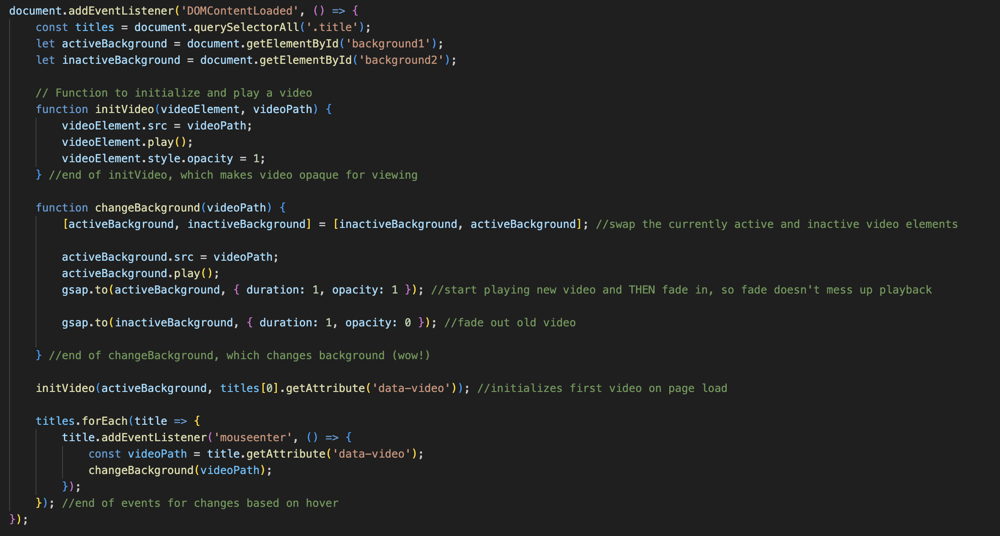 document.addEventListener('DOMContentLoaded', () => {
    const titles = document.querySelectorAll('.title');
    let activeBackground = document.getElementById('background1');
    let inactiveBackground = document.getElementById('background2');

    // Function to initialize and play a video
    function initVideo(videoElement, videoPath) {
        videoElement.src = videoPath;
        videoElement.play();
        videoElement.style.opacity = 1;
    } //end of initVideo, which makes video opaque for viewing

    function changeBackground(videoPath) {
        [activeBackground, inactiveBackground] = [inactiveBackground, activeBackground]; //swap the currently active and inactive video elements

        activeBackground.src = videoPath;
        activeBackground.play();
        gsap.to(activeBackground, { duration: 1, opacity: 1 }); //start playing new video and THEN fade in, so fade doesn't mess up playback

        gsap.to(inactiveBackground, { duration: 1, opacity: 0 }); //fade out old video

    } //end of changeBackground, which changes background (wow!)

    initVideo(activeBackground, titles[0].getAttribute('data-video')); //initializes first video on page load

    titles.forEach(title => {
        title.addEventListener('mouseenter', () => {
            const videoPath = title.getAttribute('data-video');
            changeBackground(videoPath);
        });
    }); //end of events for changes based on hover
});